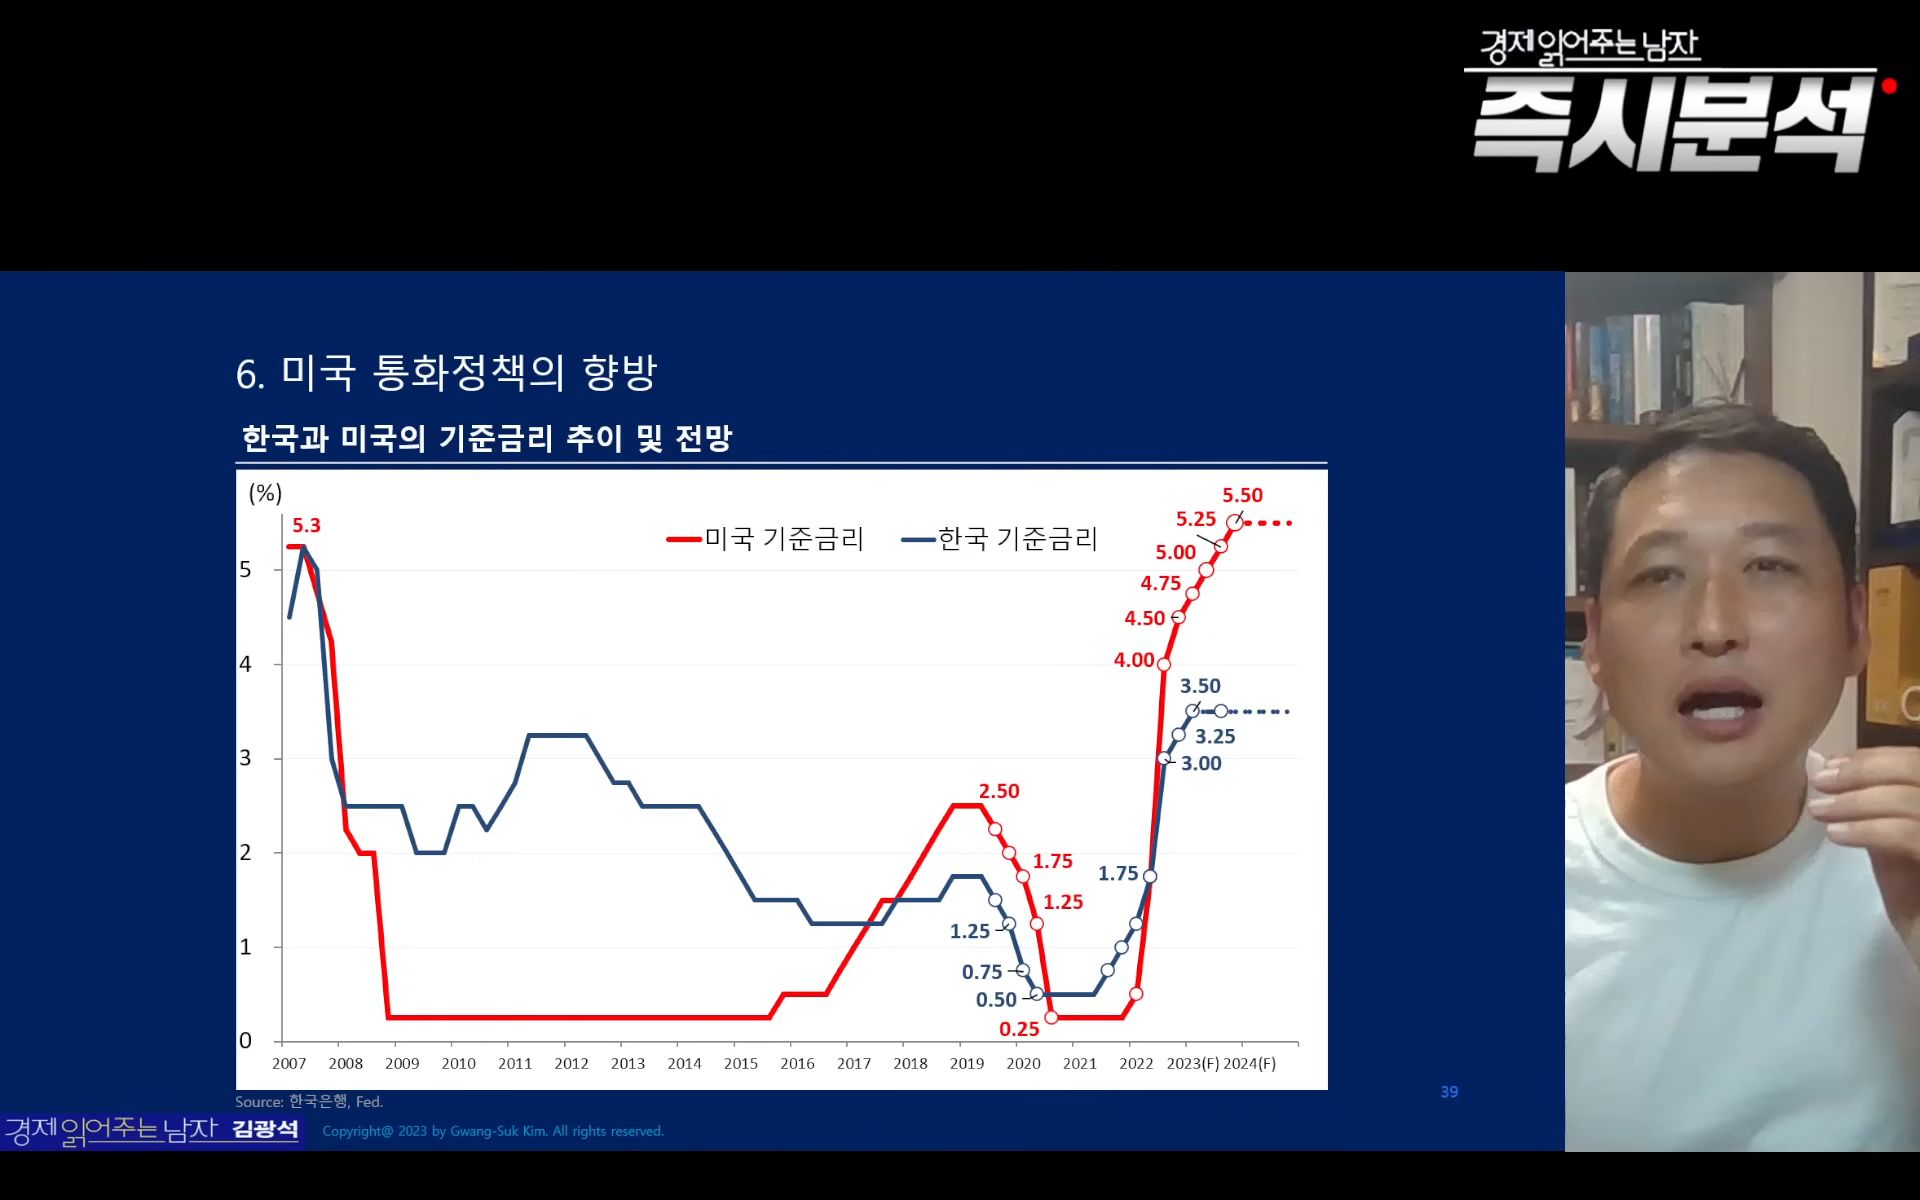 경제 읽어주는 남자
즉시분석
6. 미국 통화정책의 향방
한국과 미국의 기준금리 추이 및 전망
(%)
미국 기준금리 한국 기준금리
5.3
5.50
5.25
5.00
4.75
4.50
4.00
3.50
3.25
3.00
2.50
1.75
1.25
1.75
1.25
0.75
0.50
0.25
5
4
3
2
1
0
2007 2008 2009 2010 2011 2012 2013 2014 2015 2016 2017 2018 2019 2020 2021 2022 2023(F) 2024(F)
Source: 한국은행, Fed.
39
경제 읽어주는 남자 김광석
Copyright@ 2023 by Gwang-Suk Kim. All rights reserved.